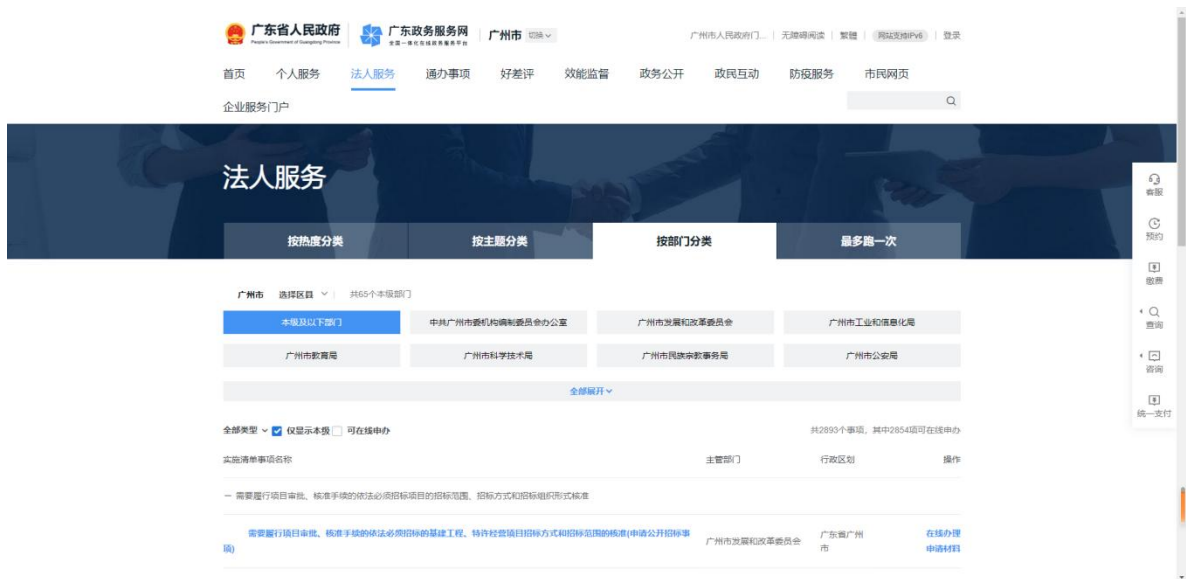 广东省人民政府 广东政务服务网 广州市 切换 广州市人民政府门... 无障碍阅读 繁體 网站支持IPv6 登录
People's Government of Guangdong Province 全国一体化在线政务服务平台
首页 个人服务 法人服务 通办事项 好差评 效能监督 政务公开 政民互动 防疫服务 市民网页
企业服务门户
法人服务
按热度分类 按主题分类 按部门分类 最多跑一次
客服
预约
缴费
查询
咨询
统一支付
广州市 选择区县 共65个本级部门
本级及以下部门 中共广州市委机构编制委员会办公室 广州市发展和改革委员会 广州市工业和信息化局
广州市教育局 广州市科学技术局 广州市民族宗教事务局 广州市公安局
全部展开
全部类型 仅显示本级 可在线申办 共2893个事项，其中2854项可在线申办
实施清单事项名称 主管部门 行政区划 操作
一 需要履行项目审批、核准手续的依法必须招标项目的招标范围、招标方式和招标组织形式核准
需要履行项目审批、核准手续的依法必须招标的基建工程、特许经营项目招标方式和招标范围的核准(申请公开招标事
项) 广州市发展和改革委员会 广东省广州
市 在线办理
申请材料